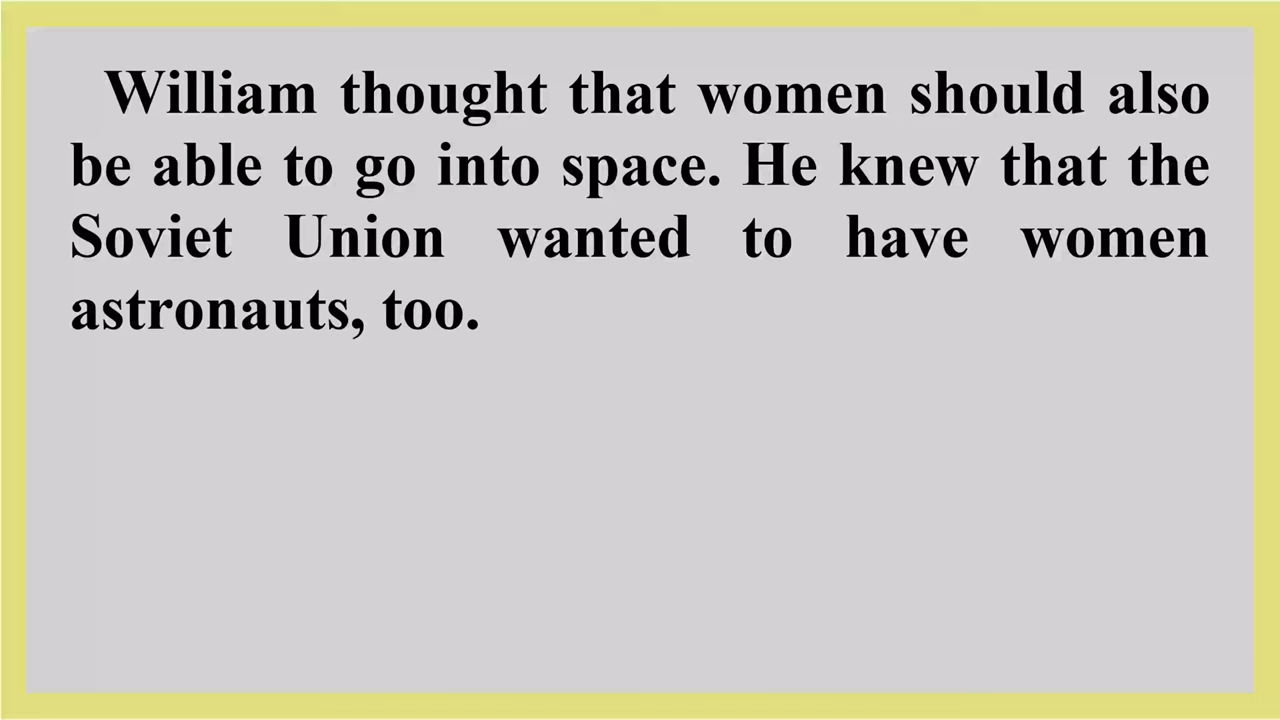 William thought that women should also
be able to go into space. He knew that the
Soviet Union wanted to have women
astronauts, too.